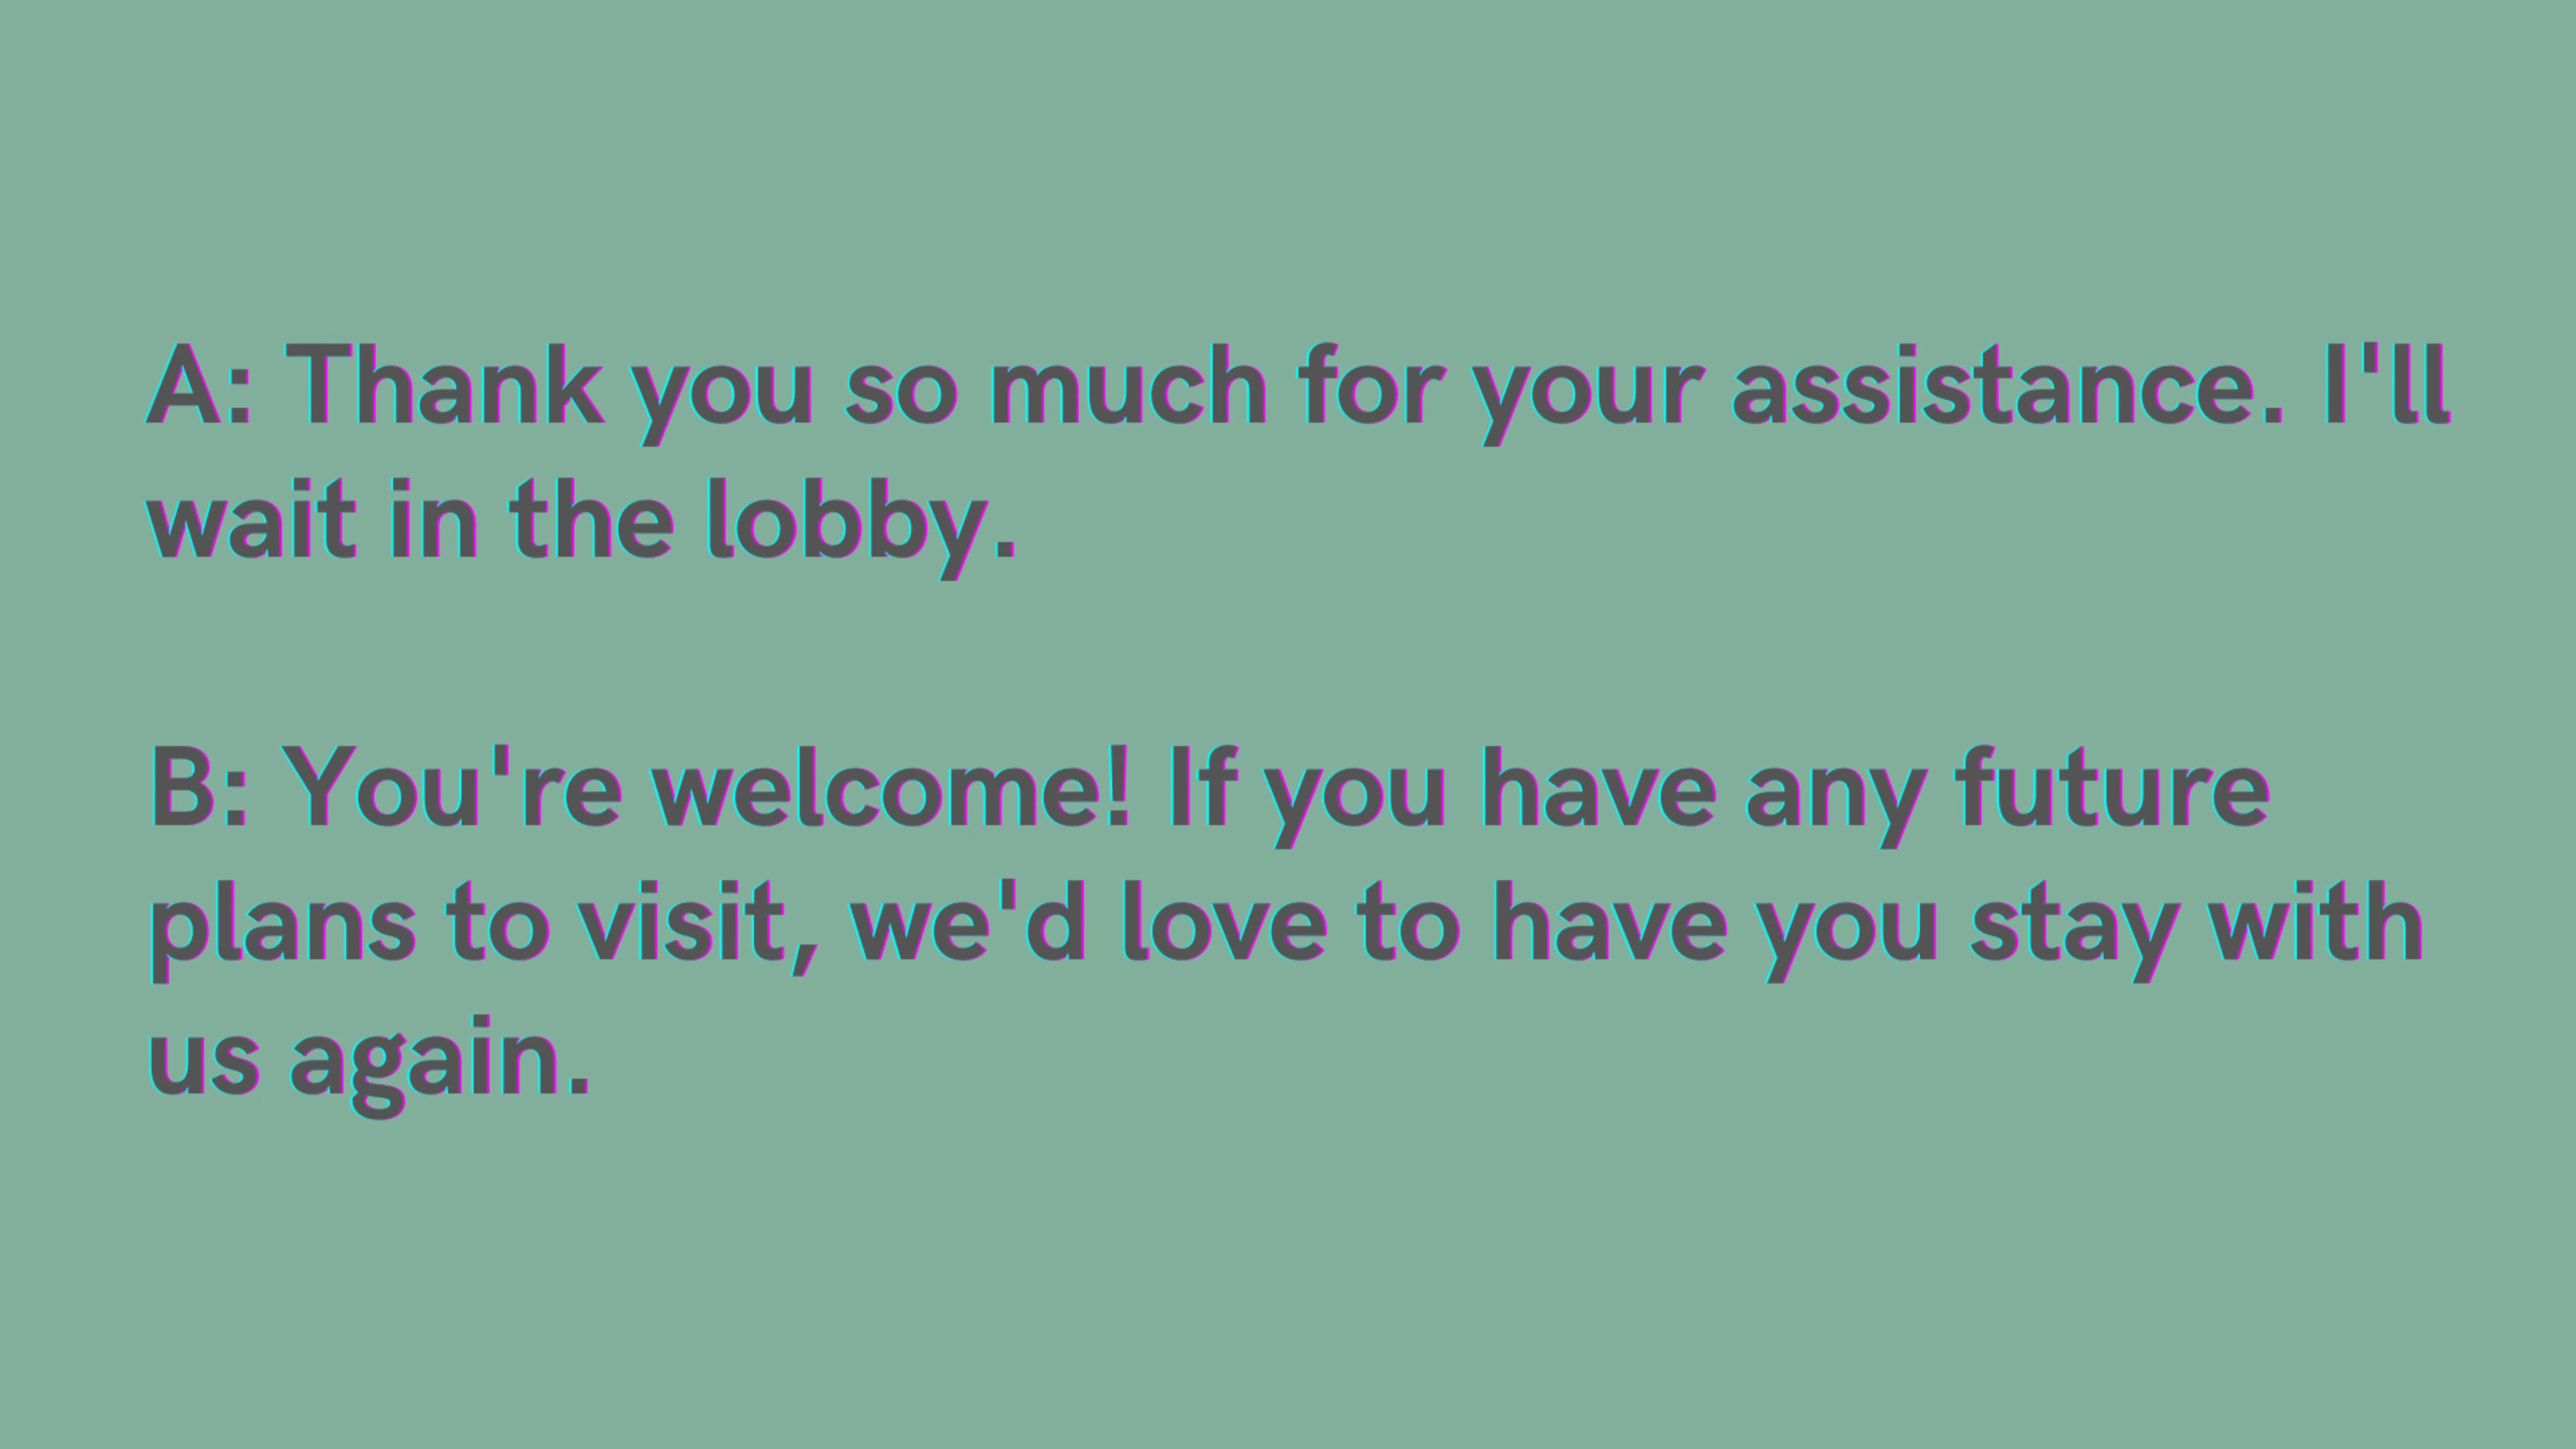 A: Thank you so much for your assistance. I'll
wait in the lobby.
B: You're welcome! If you have any future
plans to visit, we'd love to have you stay with
us again.